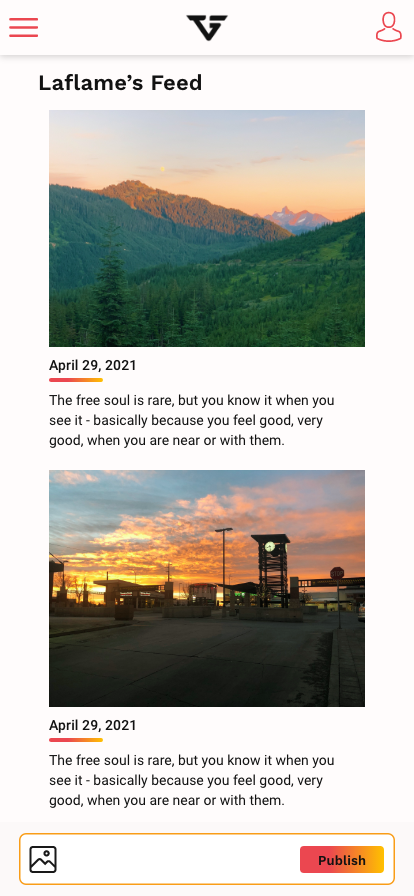 Laflame’s Feed
April 29, 2021
The free soul is rare, but you know it when you
see it - basically because you feel good, very
good, when you are near or with them.
April 29, 2021
The free soul is rare, but you know it when you
see it - basically because you feel good, very
good, when you are near or with them.
Publish